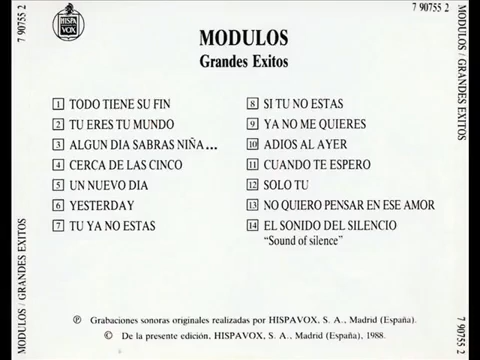 7 90755 2
HISPA
VOX
7 90755 2
MODULOS
Grandes Exitos
1 TODO TIENE SU FIN
2 TU ERES TU MUNDO
3 ALGUN DIA SABRAS NIÑA...
4 CERCA DE LAS CINCO
5 UN NUEVO DIA
6 YESTERDAY
7 TU YA NO ESTAS
8 SI TU NO ESTAS
9 YA NO ME QUIERES
10 ADIOS AL AYER
11 CUANDO TE ESPERO
12 SOLO TU
13 NO QUIERO PENSAR EN ESE AMOR
14 EL SONIDO DEL SILENCIO
“Sound of silence”
℗ Grabaciones sonoras originales realizadas por HISPAVOX, S. A., Madrid (España).
© De la presente edición, HISPAVOX, S. A., Madrid (España), 1988.
MODULOS / GRANDES EXITOS
MODULOS / GRANDES EXITOS
7 90755 2